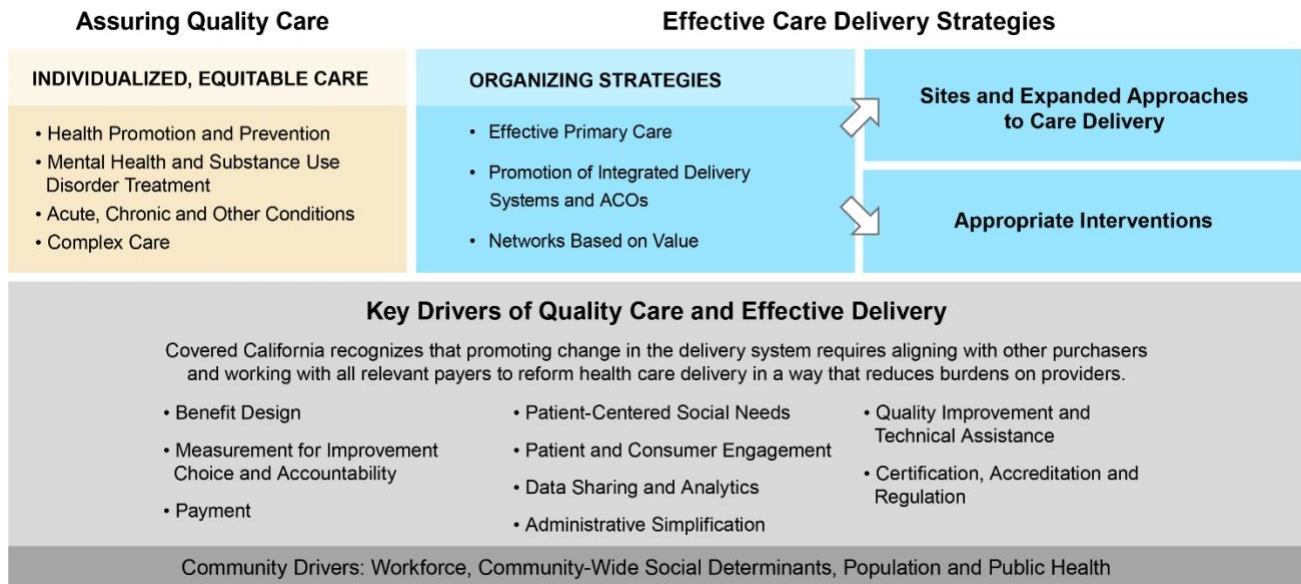 Assuring Quality Care
Effective Care Delivery Strategies
INDIVIDUALIZED, EQUITABLE CARE
• Health Promotion and Prevention
• Mental Health and Substance Use
Disorder Treatment
• Acute, Chronic and Other Conditions
• Complex Care
ORGANIZING STRATEGIES
• Effective Primary Care
• Promotion of Integrated Delivery
Systems and ACOs
• Networks Based on Value
Sites and Expanded Approaches
to Care Delivery
Appropriate Interventions
Key Drivers of Quality Care and Effective Delivery
Covered California recognizes that promoting change in the delivery system requires aligning with other purchasers
and working with all relevant payers to reform health care delivery in a way that reduces burdens on providers.
• Benefit Design
• Measurement for Improvement
Choice and Accountability
• Payment
• Patient-Centered Social Needs
• Patient and Consumer Engagement
• Data Sharing and Analytics
• Administrative Simplification
• Quality Improvement and
Technical Assistance
• Certification, Accreditation and
Regulation
Community Drivers: Workforce, Community-Wide Social Determinants, Population and Public Health